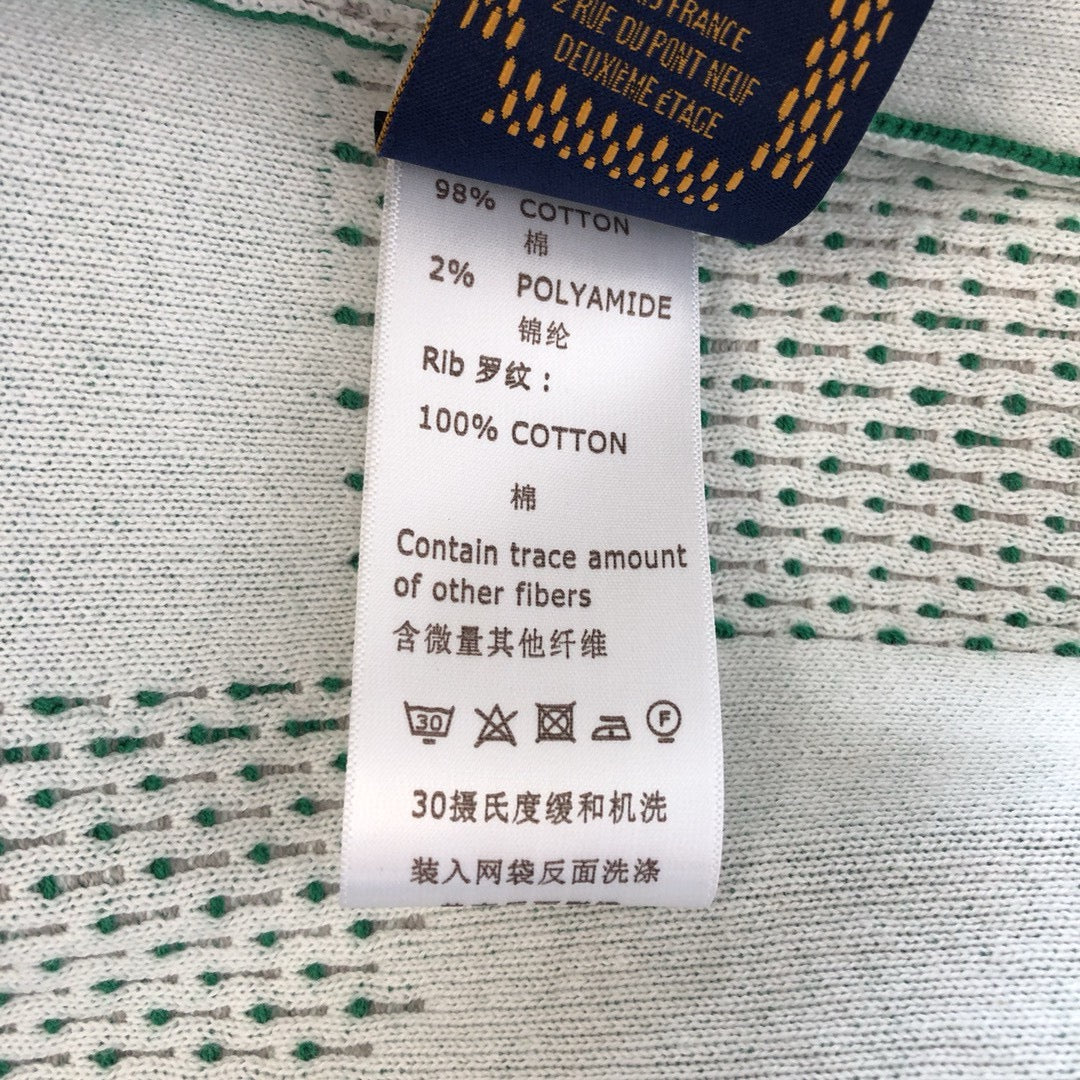 FRANCE
2 RUE DU PONT NEUF
DEUXIÈME ÉTAGE
98% COTTON
棉
2% POLYAMIDE
锦纶
Rib 罗纹：
100% COTTON
棉
Contain trace amount
of other fibers
含微量其他纤维
30 F
30摄氏度缓和机洗
装入网袋反面洗涤